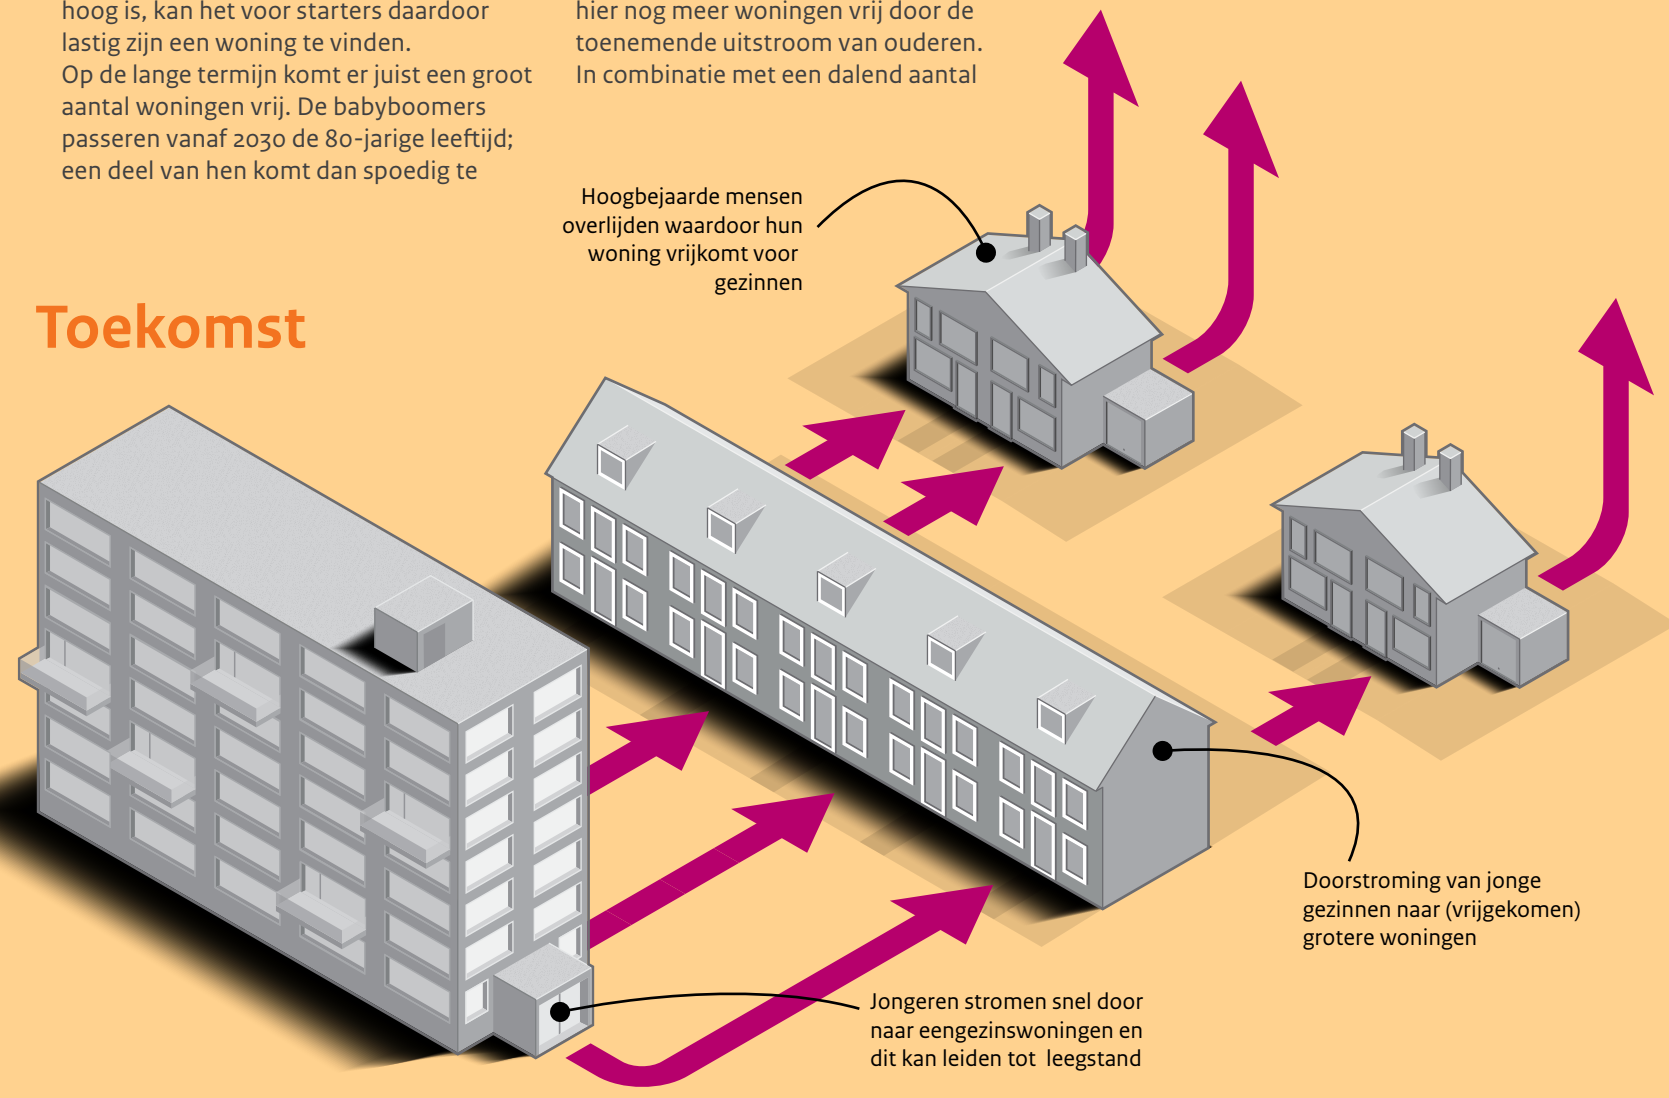 hoog is, kan het voor starters daardoor
lastig zijn een woning te vinden.
Op de lange termijn komt er juist een groot
aantal woningen vrij. De babyboomers
passeren vanaf 2030 de 80-jarige leeftijd;
een deel van hen komt dan spoedig te
hier nog meer woningen vrij door de
toenemende uitstroom van ouderen.
In combinatie met een dalend aantal
Hoogbejaarde mensen
overlijden waardoor hun
woning vrijkomt voor
gezinnen
Toekomst
Doorstroming van jonge
gezinnen naar (vrijgekomen)
grotere woningen
Jongeren stromen snel door
naar eengezinswoningen en
dit kan leiden tot leegstand